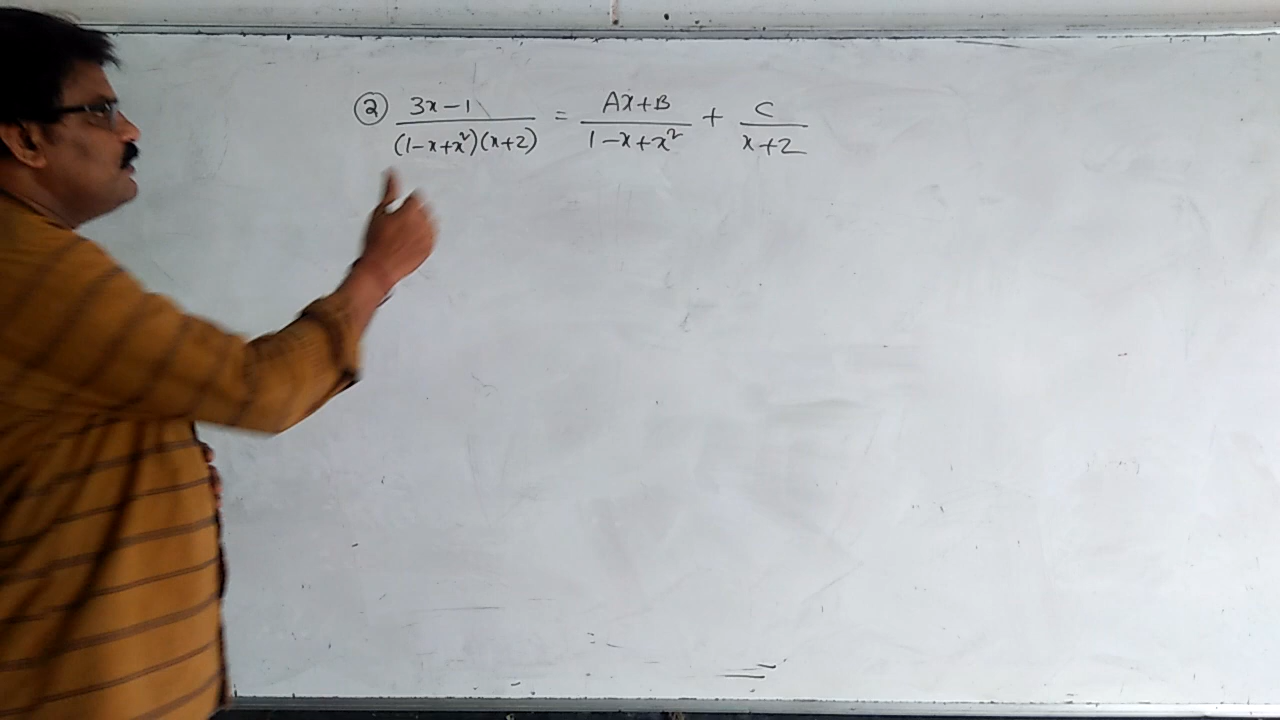 ② 3x-1 / (1-x+x²)(x+2) = Ax+B / 1-x+x² + C / x+2